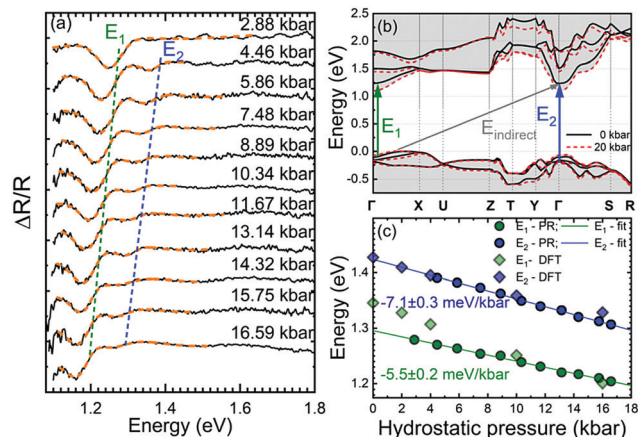 (a)
E1
E2
2.88 kbar
4.46 kbar
5.86 kbar
7.48 kbar
8.89 kbar
10.34 kbar
11.67 kbar
13.14 kbar
14.32 kbar
15.75 kbar
16.59 kbar
ΔR/R
1.2 1.4 1.6 1.8
Energy (eV)
(b)
2.5
2.0
1.5
1.0
0.5
0.0
-0.5
Energy (eV)
E1
Eindirect
E2
0 kbar
20 kbar
Γ X U Z T Y Γ S R
(c)
E1 - PR; E1 - fit
E2 - PR; E2 - fit
E1 - DFT
E2 - DFT
1.4
1.3
1.2
Energy (eV)
-7.1±0.3 meV/kbar
-5.5±0.2 meV/kbar
0 2 4 6 8 10 12 14 16 18
Hydrostatic pressure (kbar)